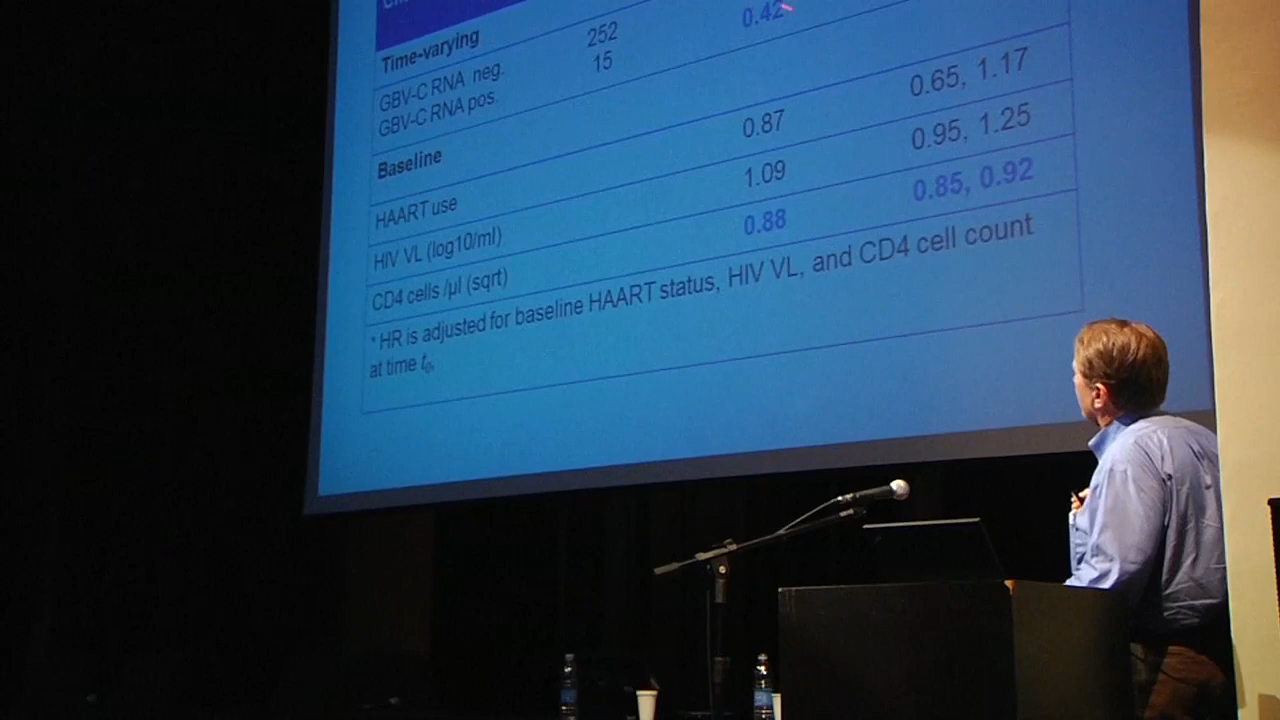 Time-varying
GBV-C RNA neg. 252 0.42
GBV-C RNA pos. 15
Baseline
HAART use 0.87 0.65, 1.17
HIV VL (log10/ml) 1.09 0.95, 1.25
CD4 cells /µl (sqrt) 0.88 0.85, 0.92
* HR is adjusted for baseline HAART status, HIV VL, and CD4 cell count
at time t0.